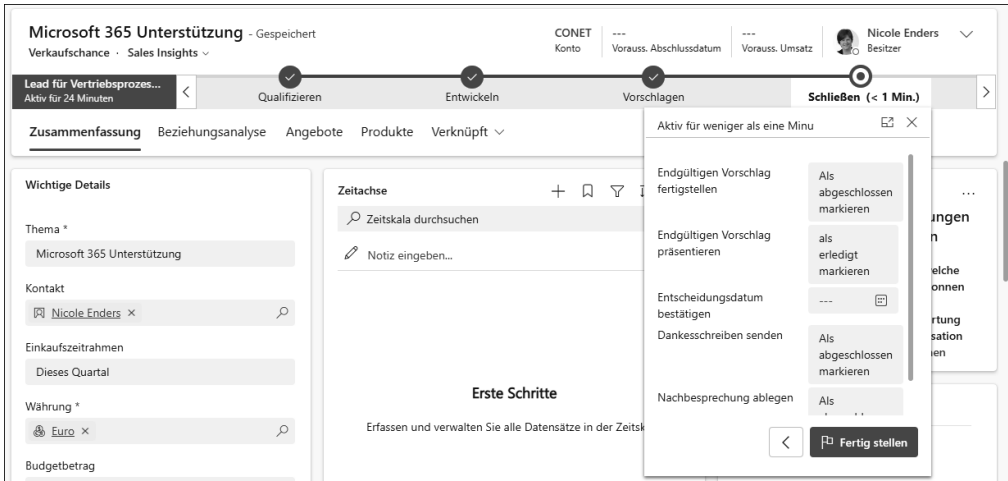 Microsoft 365 Unterstützung - Gespeichert
Verkaufschance · Sales Insights
CONET
Konto
---
Vorauss. Abschlussdatum
---
Vorauss. Umsatz
Nicole Enders
Besitzer
Lead für Vertriebsprozes...
Aktiv für 24 Minuten
Qualifizieren
Entwickeln
Vorschlagen
Schließen (< 1 Min.)
Zusammenfassung Beziehungsanalyse Angebote Produkte Verknüpft
Wichtige Details
Thema *
Microsoft 365 Unterstützung
Kontakt
Nicole Enders
Einkaufszeitrahmen
Dieses Quartal
Währung *
Euro
Budgetbetrag
Zeitachse
Zeitskala durchsuchen
Notiz eingeben...
Erste Schritte
Erfassen und verwalten Sie alle Datensätze in der Zeitsk
Aktiv für weniger als eine Minu
Endgültigen Vorschlag
fertigstellen
Als
abgeschlossen
markieren
Endgültigen Vorschlag
präsentieren
als
erledigt
markieren
Entscheidungsdatum
bestätigen
---
Dankesschreiben senden
Als
abgeschlossen
markieren
Nachbesprechung ablegen
Als
Fertig stellen
ungen
n
elche
onnen
rtung
sation
en